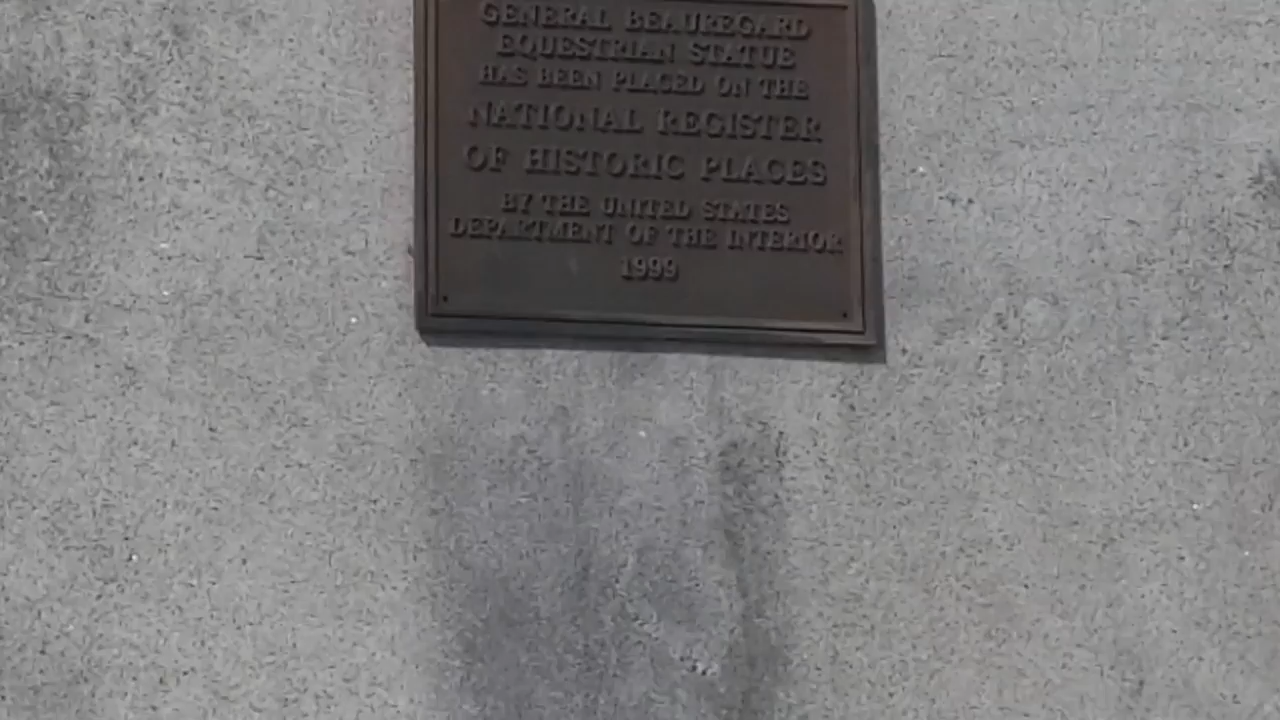 GENERAL BEAUREGARD
EQUESTRIAN STATUE
HAS BEEN PLACED ON THE
NATIONAL REGISTER
OF HISTORIC PLACES
BY THE UNITED STATES
DEPARTMENT OF THE INTERIOR
1999